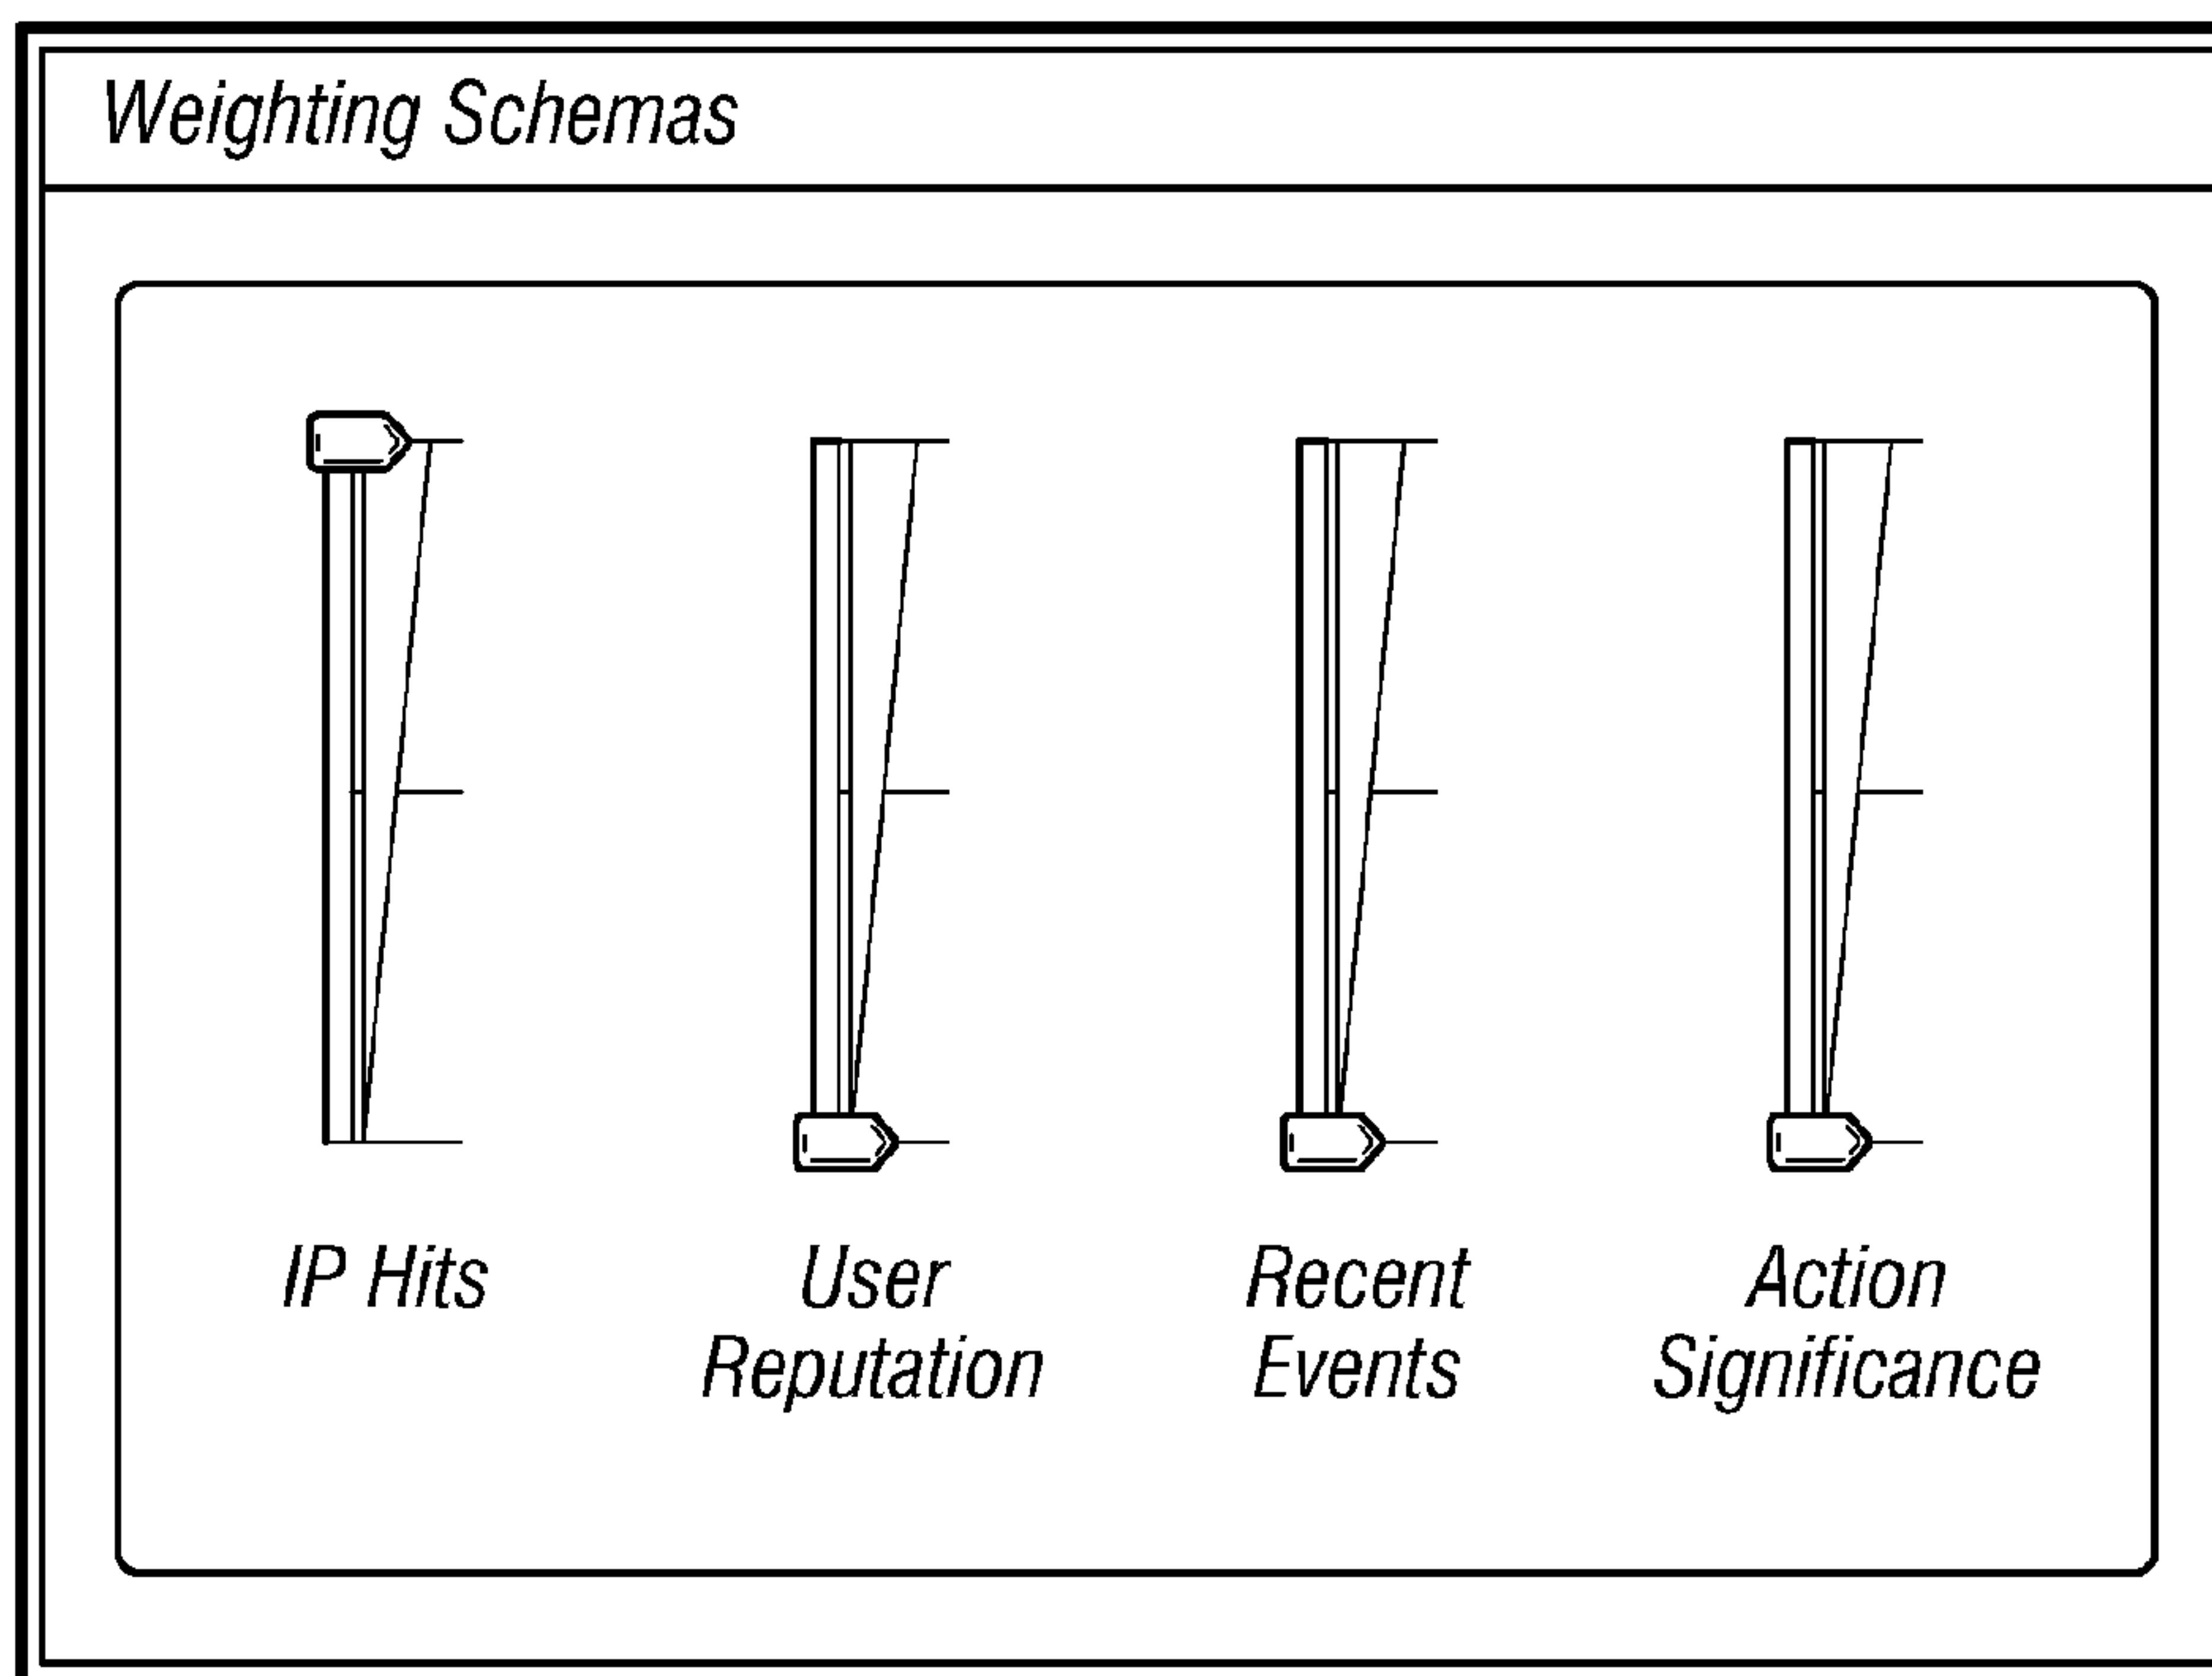 Weighting Schemas
IP Hits
User
Reputation
Recent
Events
Action
Significance